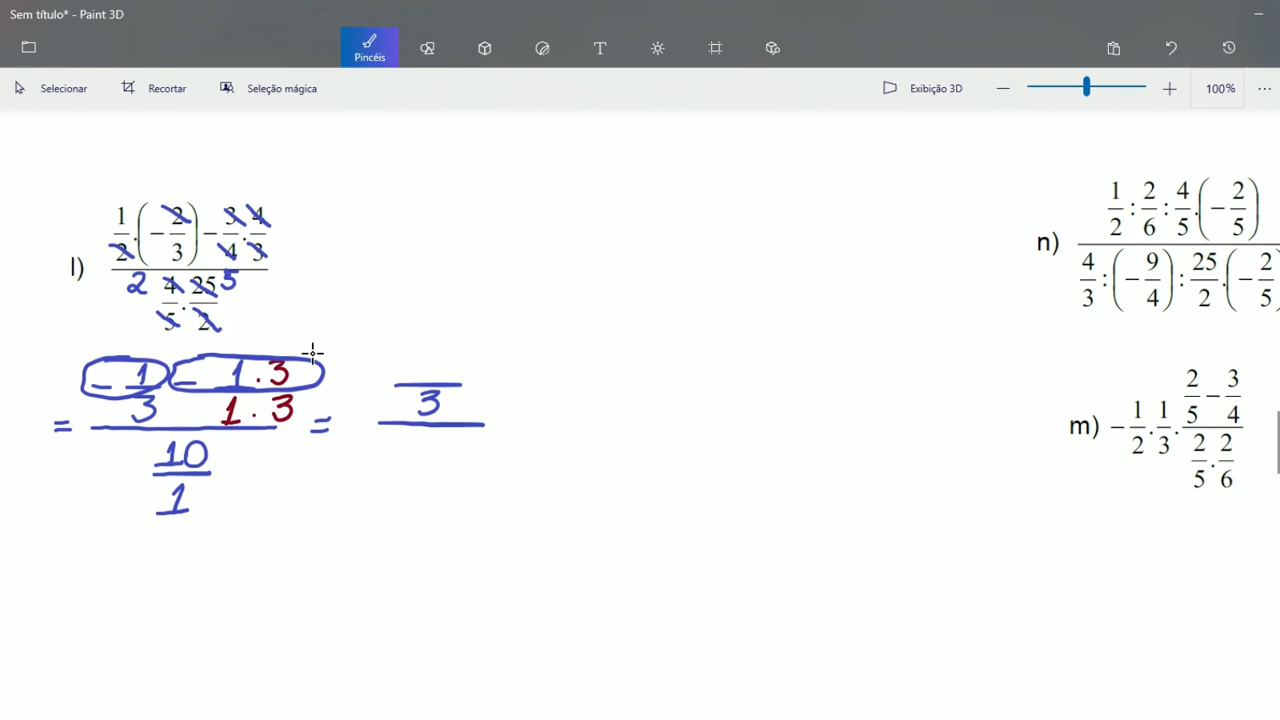 Sem título* - Paint 3D
Pincéis
Selecionar
Recortar
Seleção mágica
Exibição 3D
100%
l)
1/2 . (− 2/3) − 3/4 . 4/3
2 4/5 . 25/2 5
= − 1/3 − 1 . 3 / 1 . 3
10/1
= 3
n)
1/2 : 2/6 : 4/5 . (− 2/5)
4/3 : (− 9/4) : 25/2 . (− 2/5
m) − 1/2 . 1/3 .
2/5 − 3/4
2/5 . 2/6